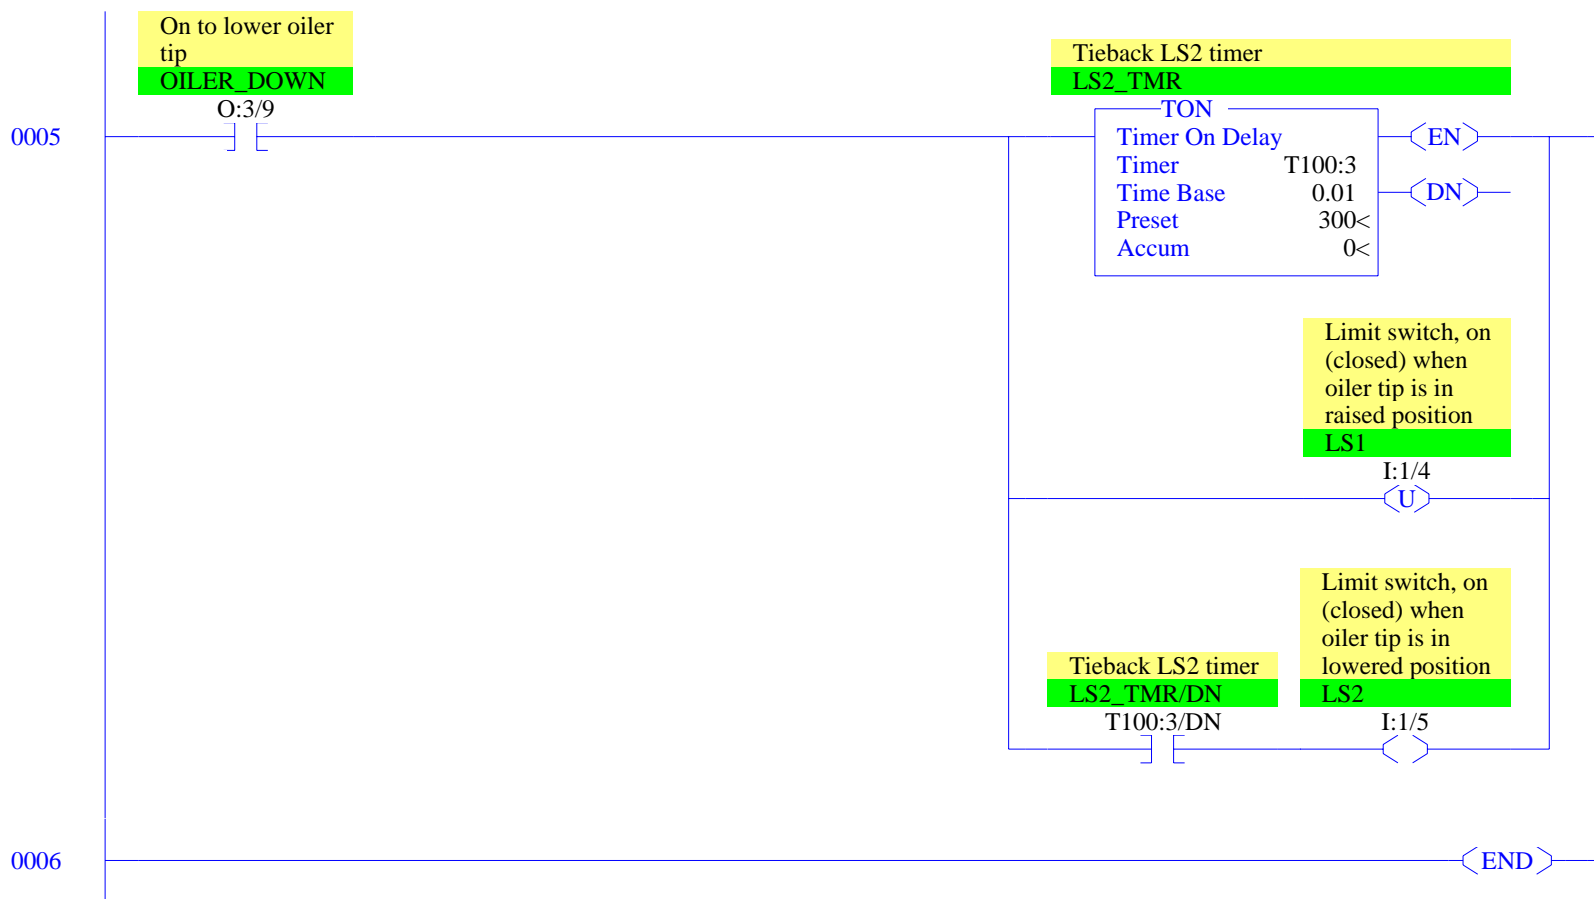 On to lower oiler
tip
OILER_DOWN
O:3/9
0005
Tieback LS2 timer
LS2_TMR
TON
Timer On Delay
Timer T100:3
Time Base 0.01
Preset 300<
Accum 0<
EN
DN
Limit switch, on
(closed) when
oiler tip is in
raised position
LS1
I:1/4
U
Tieback LS2 timer
LS2_TMR/DN
T100:3/DN
Limit switch, on
(closed) when
oiler tip is in
lowered position
LS2
I:1/5
0006
END